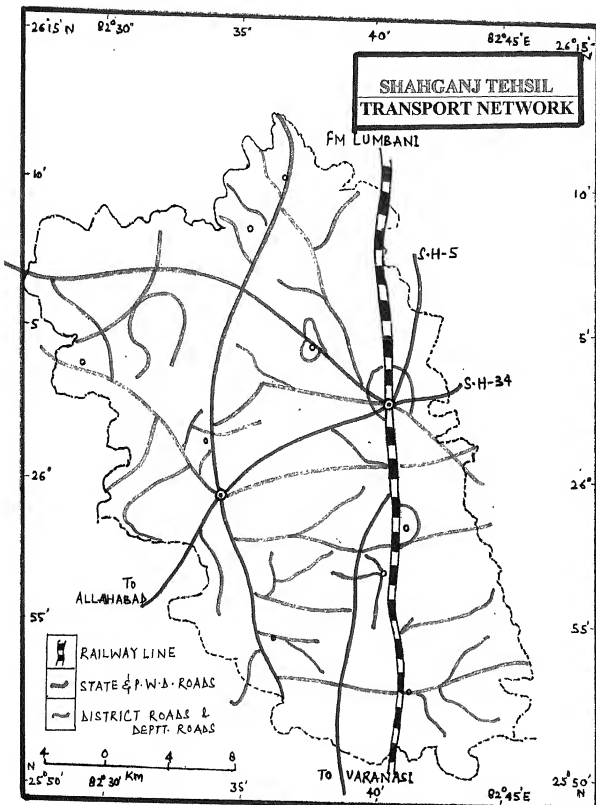 26°15'N 82°30' 35' 40' 82°45'E 26°15'N
SHAHGANJ TEHSIL
TRANSPORT NETWORK
FM LUMBANI
10' 10'
S.H-5
5' 5'
S.H-34
26° 26°
TO
ALLAHABAD
55' 55'
RAILWAY LINE
STATE & P.W.D. ROADS
DISTRICT ROADS &
DEPTT. ROADS
4 0 4 8
KM
TO VARANASI
N
25°50' 82°30' 35' 40' 82°45'E 25°50'